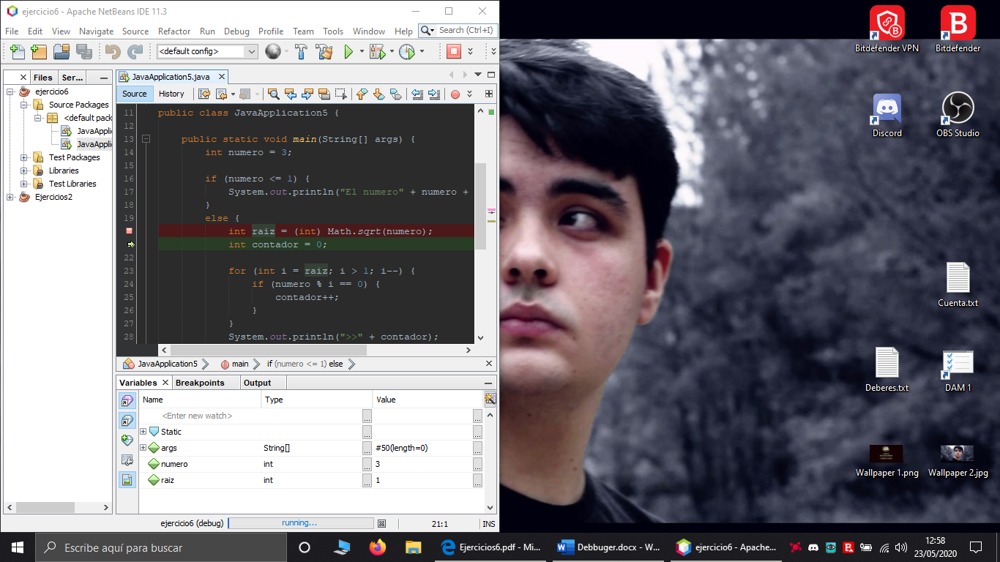 ejercicio6 - Apache NetBeans IDE 11.3
File Edit View Navigate Source Refactor Run Debug Profile Team Tools Window Help Search (Ctrl+I)
<default config>
Files Ser...
ejercicio6
Source Packages
<default pack
JavaAppli
JavaAppli
Test Packages
Libraries
Test Libraries
Ejercicios2
JavaApplication5.java
Source History
11 public class JavaApplication5 {
12
13 public static void main(String[] args) {
14 int numero = 3;
15
16 if (numero <= 1) {
17 System.out.println("El numero" + numero +
18 }
19 else {
int raiz = (int) Math.sqrt(numero);
int contador = 0;
22
23 for (int i = raiz; i > 1; i--) {
24 if (numero % i == 0) {
25 contador++;
26 }
27 }
28 System.out.println(">>" + contador);
JavaApplication5 main if (numero <= 1) else
Variables Breakpoints Output
Name Type Value
<Enter new watch>
... ...
Static ... ...
args String[] ... #50(length=0) ...
numero int ... 3 ...
raiz int ... 1 ...
ejercicio6 (debug) running... 21:1 INS
Bitdefender VPN
Bitdefender
Discord
OBS Studio
Cuenta.txt
Deberes.txt
DAM 1
Wallpaper 1.png
Wallpaper 2.jpg
Escribe aquí para buscar
Ejercicios6.pdf - Mi...
Debbuger.docx - W...
ejercicio6 - Apache...
12:58
23/05/2020